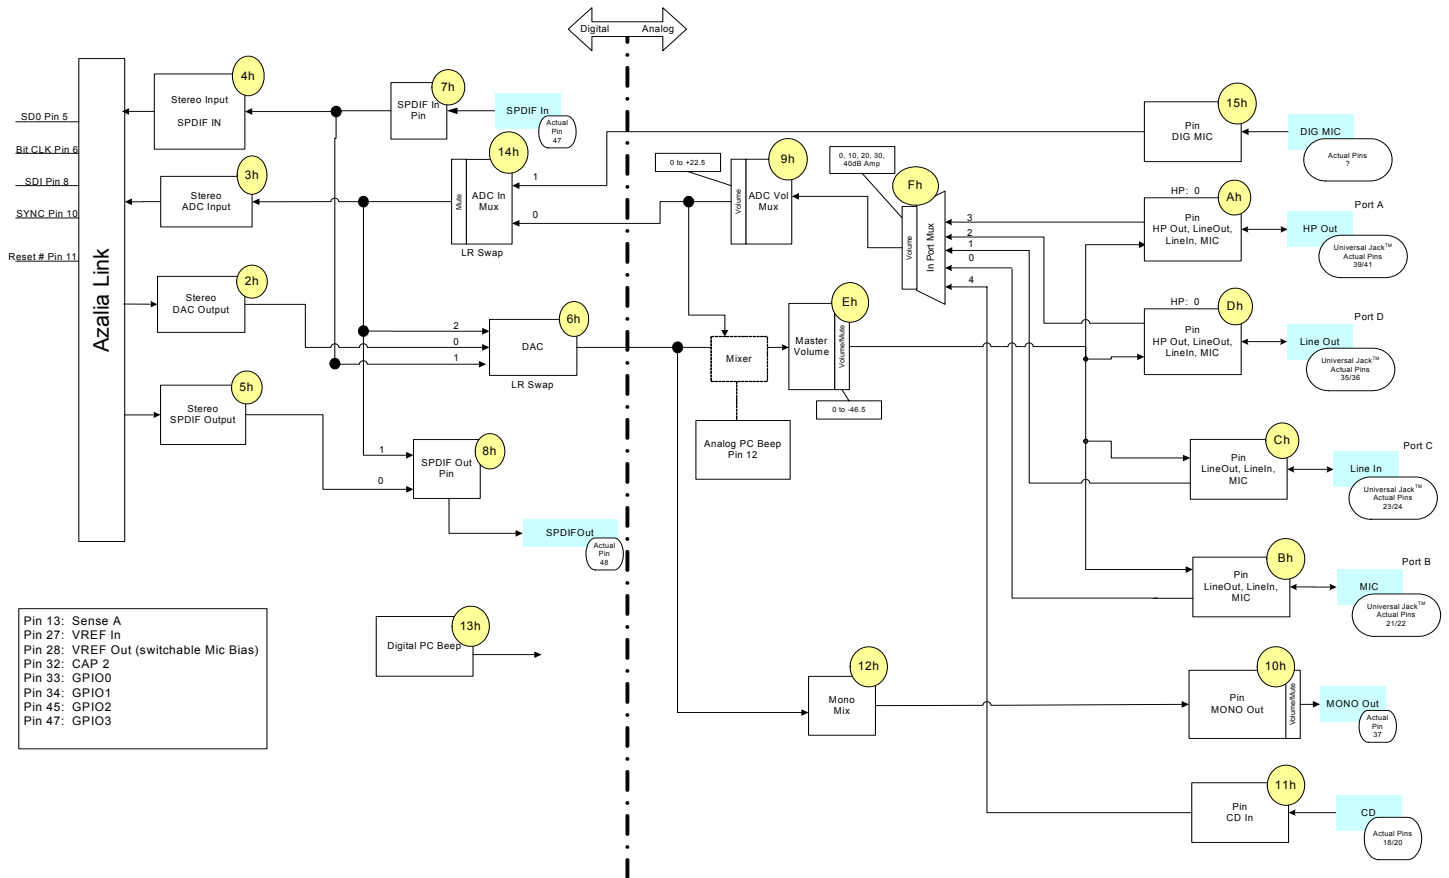 Digital
Analog
SD0 Pin 5
Bit CLK Pin 6
SDI Pin 8
SYNC Pin 10
Reset # Pin 11
Azalia Link
4h
Stereo Input
SPDIF IN
7h
SPDIF In
Pin
SPDIF In
Actual
Pin
47
3h
Stereo
ADC Input
14h
Mute
ADC In
Mux
1
0
LR Swap
2h
Stereo
DAC Output
6h
2
0
1
DAC
LR Swap
5h
Stereo
SPDIF Output
8h
1
0
SPDIF Out
Pin
SPDIFOut
Actual
Pin
48
0 to +22.5
9h
Volume
ADC Vol
Mux
0, 10, 20, 30,
40dB Amp
Fh
Volume
In Port Mux
3
2
1
0
4
Mixer
Eh
Master
Volume
Volume/Mute
0 to -46.5
Analog PC Beep
Pin 12
15h
Pin
DIG MIC
DIG MIC
Actual Pins
?
HP: 0
Ah
Pin
HP Out, LineOut,
LineIn, MIC
Port A
HP Out
Universal Jack™
Actual Pins
39/41
HP: 0
Dh
Pin
HP Out, LineOut,
LineIn, MIC
Port D
Line Out
Universal Jack™
Actual Pins
35/36
Ch
Pin
LineOut, LineIn,
MIC
Port C
Line In
Universal Jack™
Actual Pins
23/24
Bh
Pin
LineOut, LineIn,
MIC
Port B
MIC
Universal Jack™
Actual Pins
21/22
Pin 13: Sense A
Pin 27: VREF In
Pin 28: VREF Out (switchable Mic Bias)
Pin 32: CAP 2
Pin 33: GPIO0
Pin 34: GPIO1
Pin 45: GPIO2
Pin 47: GPIO3
13h
Digital PC Beep
12h
Mono
Mix
10h
Pin
MONO Out
Volume/Mute
MONO Out
Actual
Pin
37
11h
Pin
CD In
CD
Actual Pins
18/20